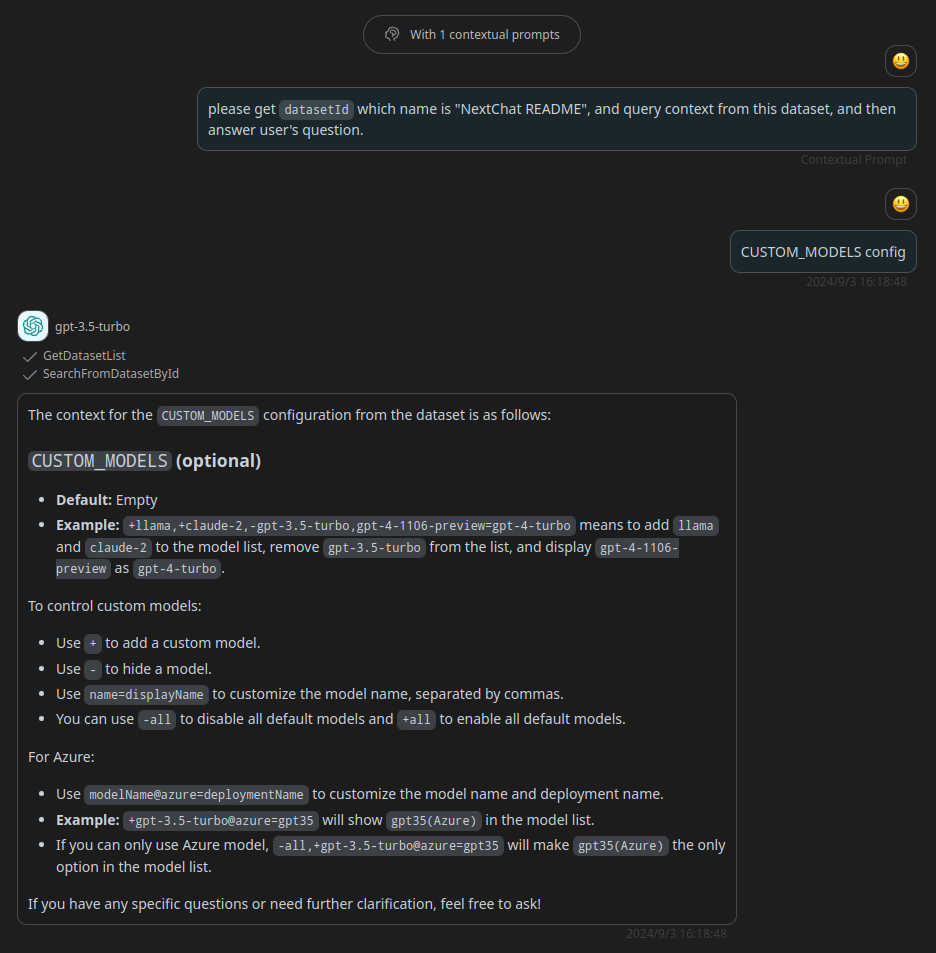 With 1 contextual prompts
please get datasetId which name is "NextChat README", and query context from this dataset, and then
answer user's question.
Contextual Prompt
CUSTOM_MODELS config
2024/9/3 16:18:48
gpt-3.5-turbo
GetDatasetList
SearchFromDatasetById
The context for the CUSTOM_MODELS configuration from the dataset is as follows:
CUSTOM_MODELS (optional)
• Default: Empty
• Example: +llama,+claude-2,-gpt-3.5-turbo,gpt-4-1106-preview=gpt-4-turbo means to add llama
and claude-2 to the model list, remove gpt-3.5-turbo from the list, and display gpt-4-1106-
preview as gpt-4-turbo.
To control custom models:
• Use + to add a custom model.
• Use - to hide a model.
• Use name=displayName to customize the model name, separated by commas.
• You can use -all to disable all default models and +all to enable all default models.
For Azure:
• Use modelName@azure=deploymentName to customize the model name and deployment name.
• Example: +gpt-3.5-turbo@azure=gpt35 will show gpt35(Azure) in the model list.
• If you can only use Azure model, -all,+gpt-3.5-turbo@azure=gpt35 will make gpt35(Azure) the only
option in the model list.
If you have any specific questions or need further clarification, feel free to ask!
2024/9/3 16:18:48